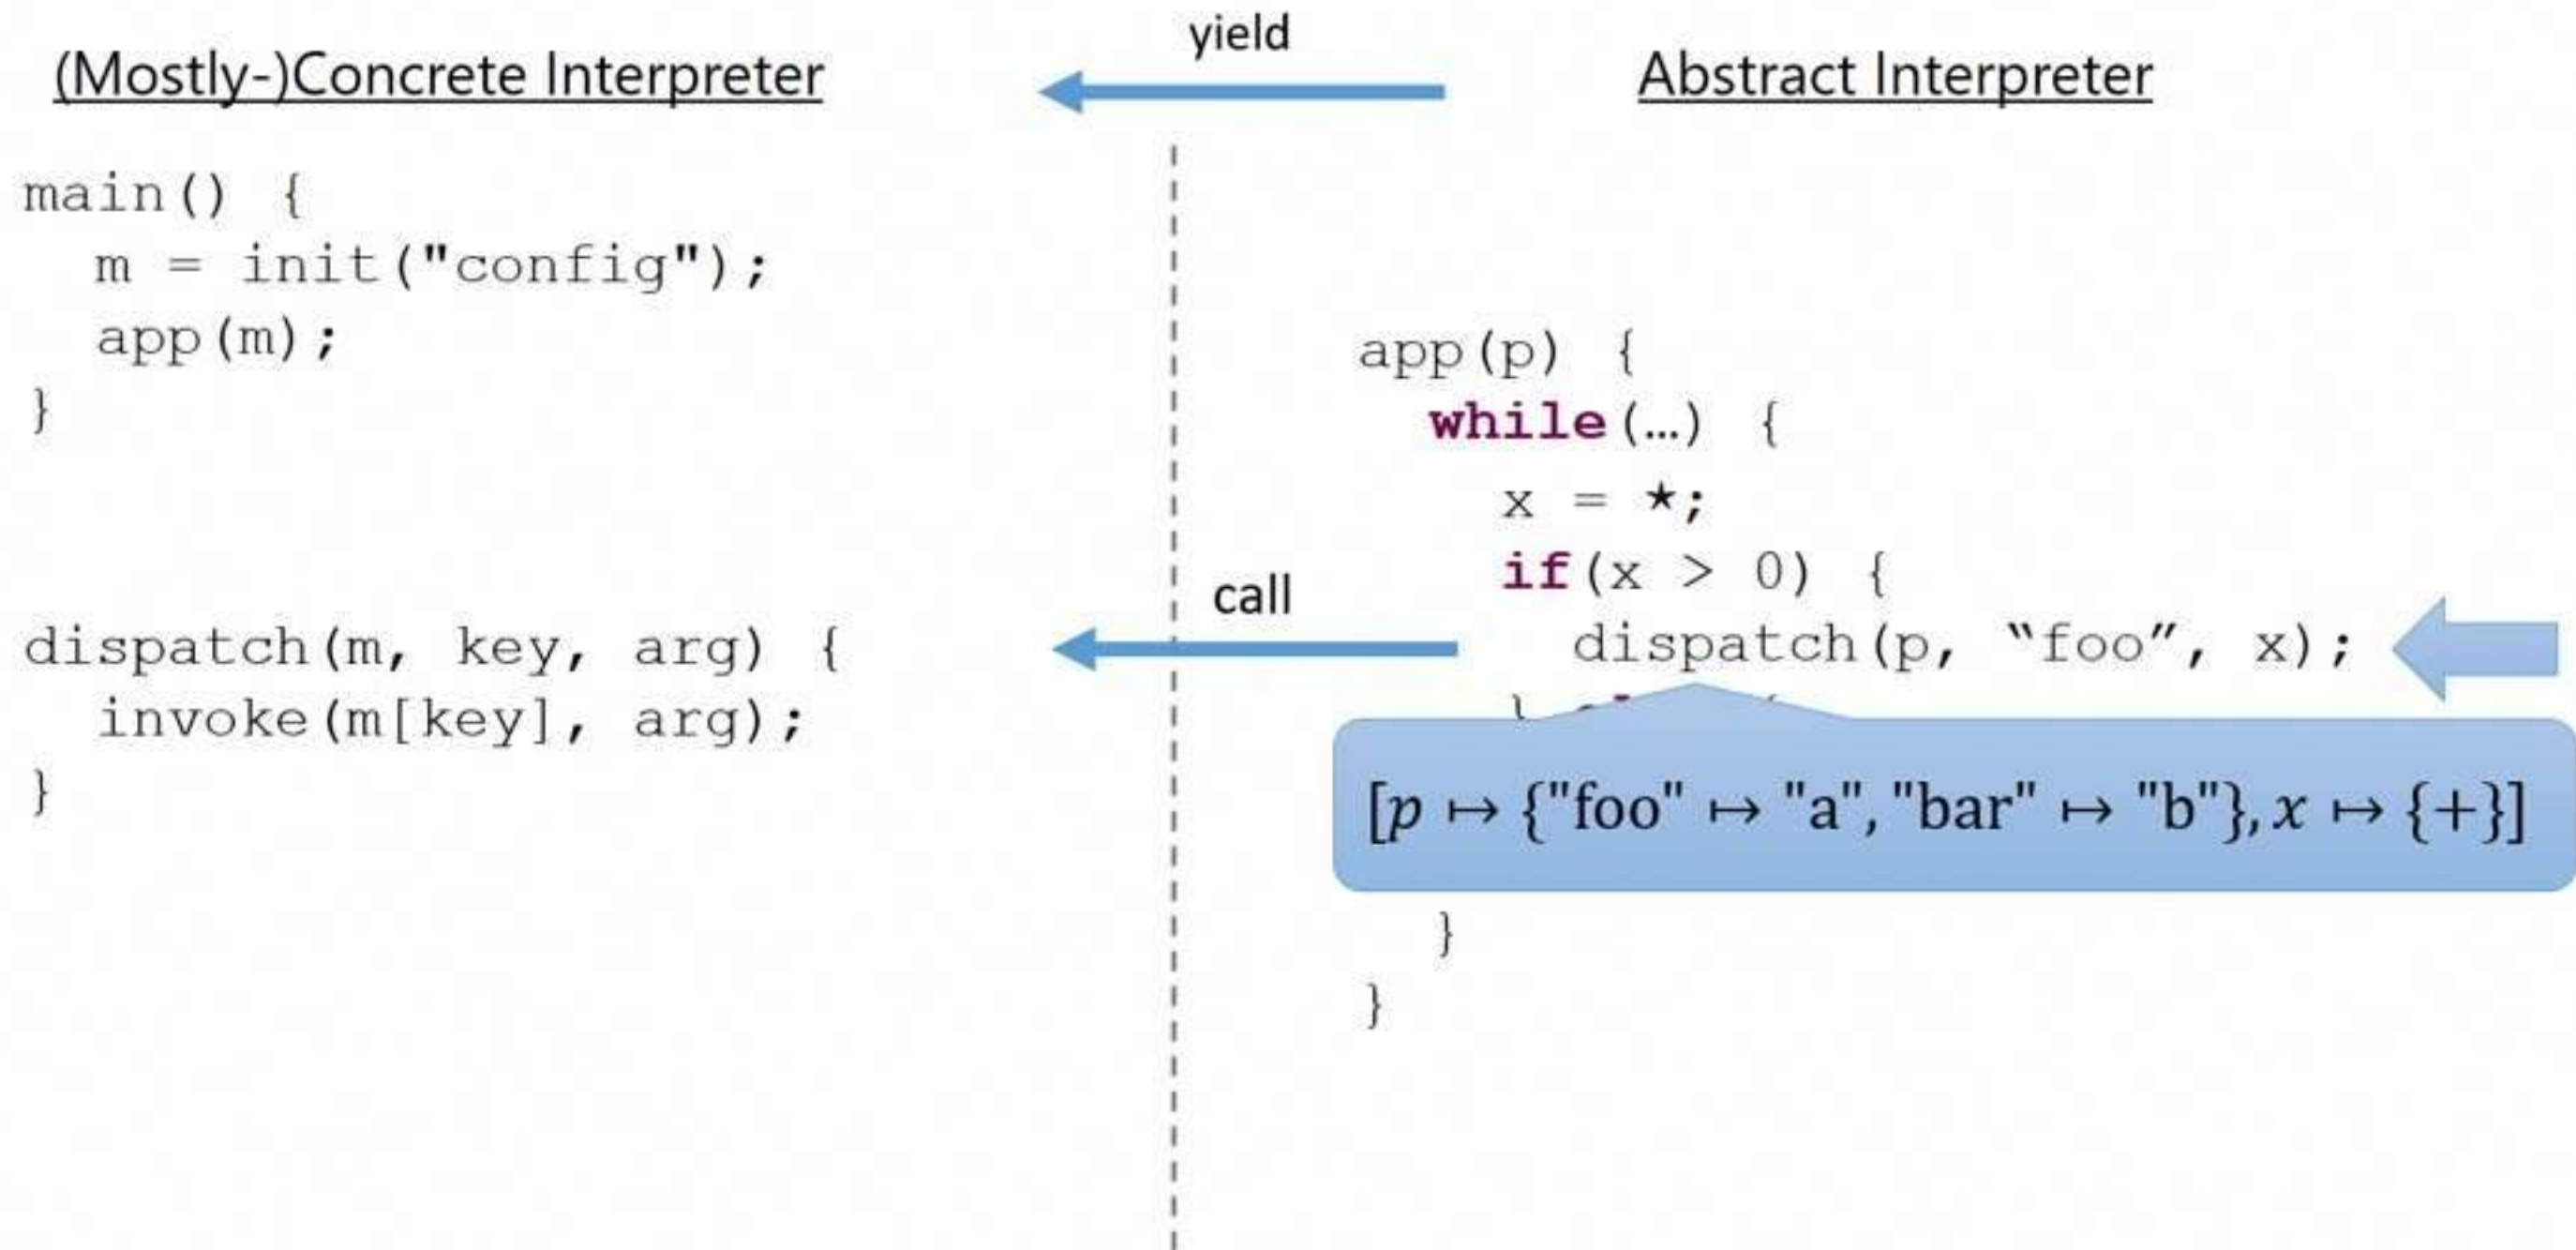 yield
(Mostly-)Concrete Interpreter
Abstract Interpreter
main() {
m = init("config");
app(m);
}
dispatch(m, key, arg) {
invoke(m[key], arg);
}
call
app(p) {
while(…) {
x = *;
if(x > 0) {
dispatch(p, “foo”, x);
[p ↦ {"foo" ↦ "a", "bar" ↦ "b"}, x ↦ {+}]
}
}